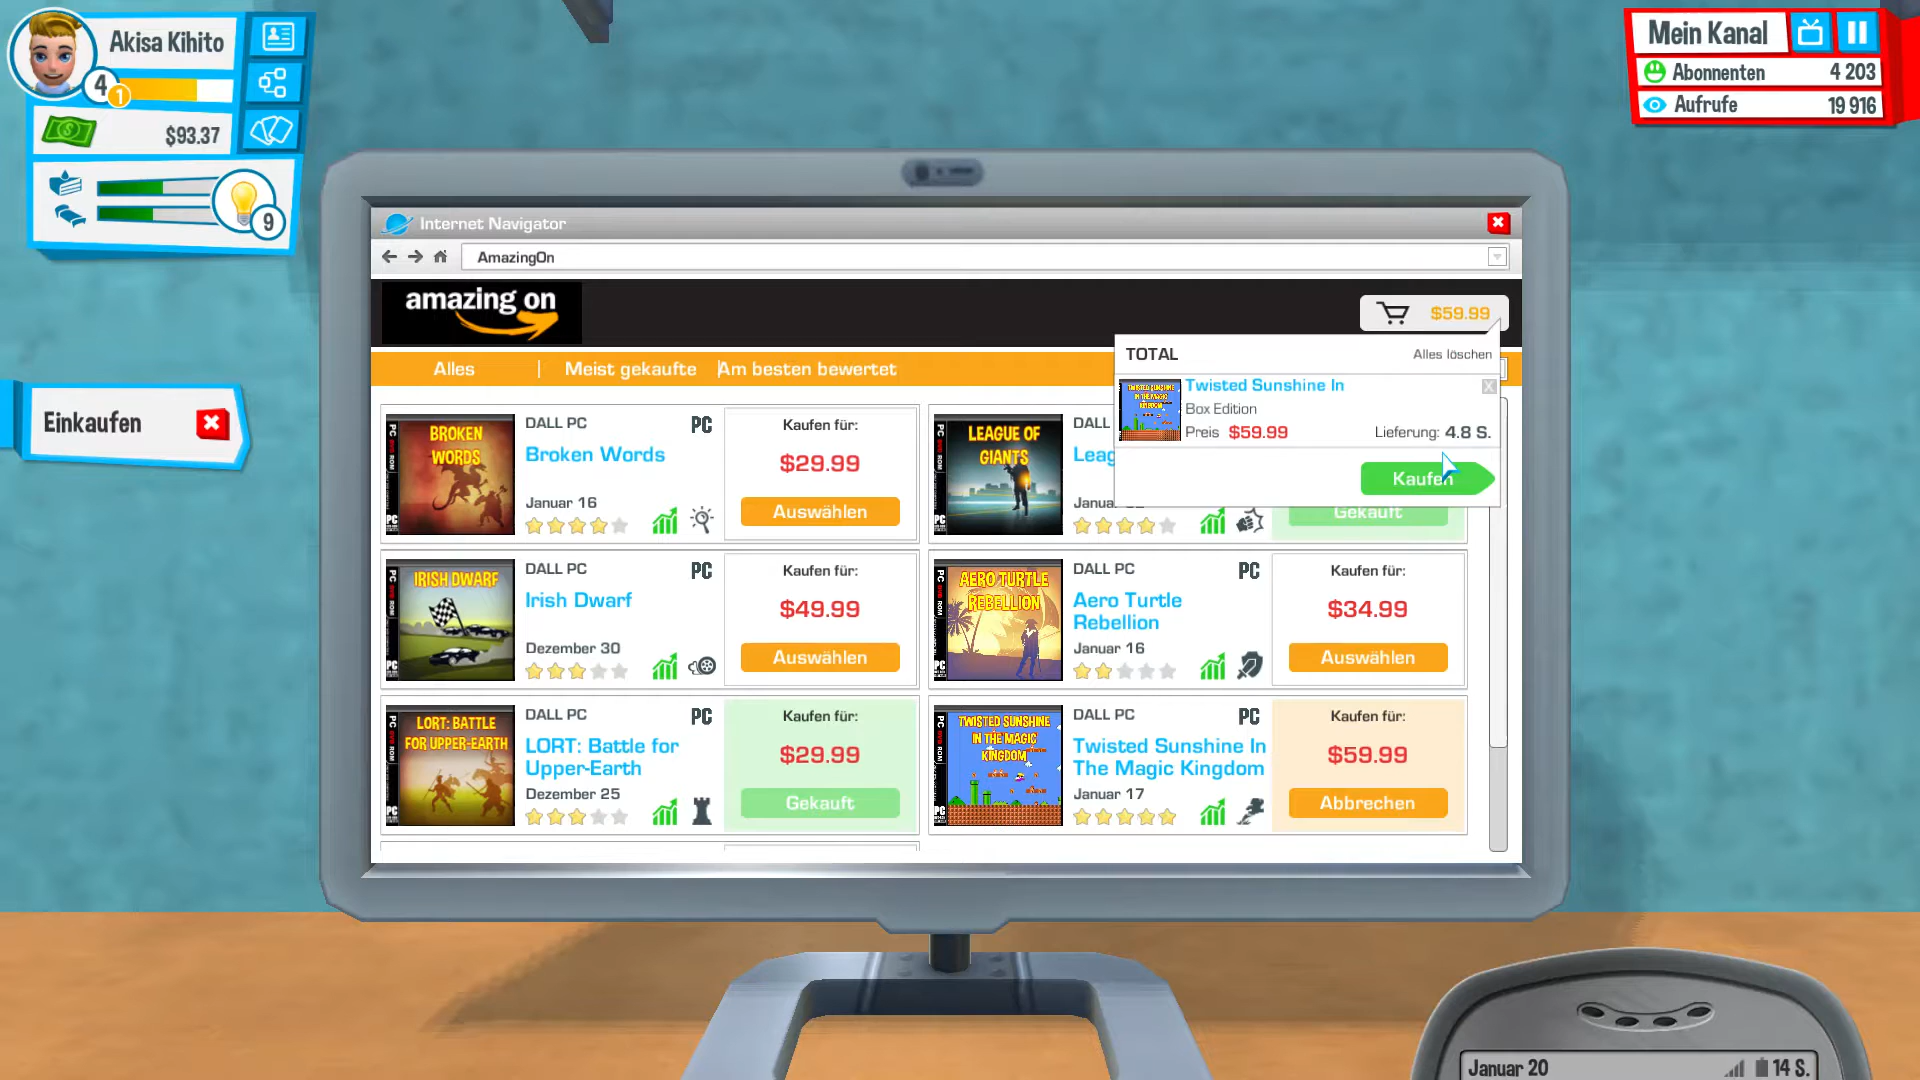 Akisa Kihito
4
1
$93.37
9
Mein Kanal
Abonnenten 4 203
Aufrufe 19 916
Einkaufen
Internet Navigator
AmazingOn
amazing on
$59.99
Alles | Meist gekaufte | Am besten bewertet
TOTAL Alles löschen
Twisted Sunshine In
Box Edition
Preis $59.99 Lieferung: 4.8 S.
Kaufen
TWISTED SUNSHINE
IN THE MAGIC
KINGDOM
BROKEN
WORDS
DALL PC PC
Broken Words
Januar 16
Kaufen für:
$29.99
Auswählen
LEAGUE OF
GIANTS
DALL
Leag
Janua
Gekauft
IRISH DWARF
DALL PC PC
Irish Dwarf
Dezember 30
Kaufen für:
$49.99
Auswählen
AERO TURTLE
REBELLION
DALL PC PC
Aero Turtle
Rebellion
Januar 16
Kaufen für:
$34.99
Auswählen
LORT: BATTLE
FOR UPPER-EARTH
DALL PC PC
LORT: Battle for
Upper-Earth
Dezember 25
Kaufen für:
$29.99
Gekauft
TWISTED SUNSHINE
IN THE MAGIC
KINGDOM
DALL PC PC
Twisted Sunshine In
The Magic Kingdom
Januar 17
Kaufen für:
$59.99
Abbrechen
Januar 20 14 S.